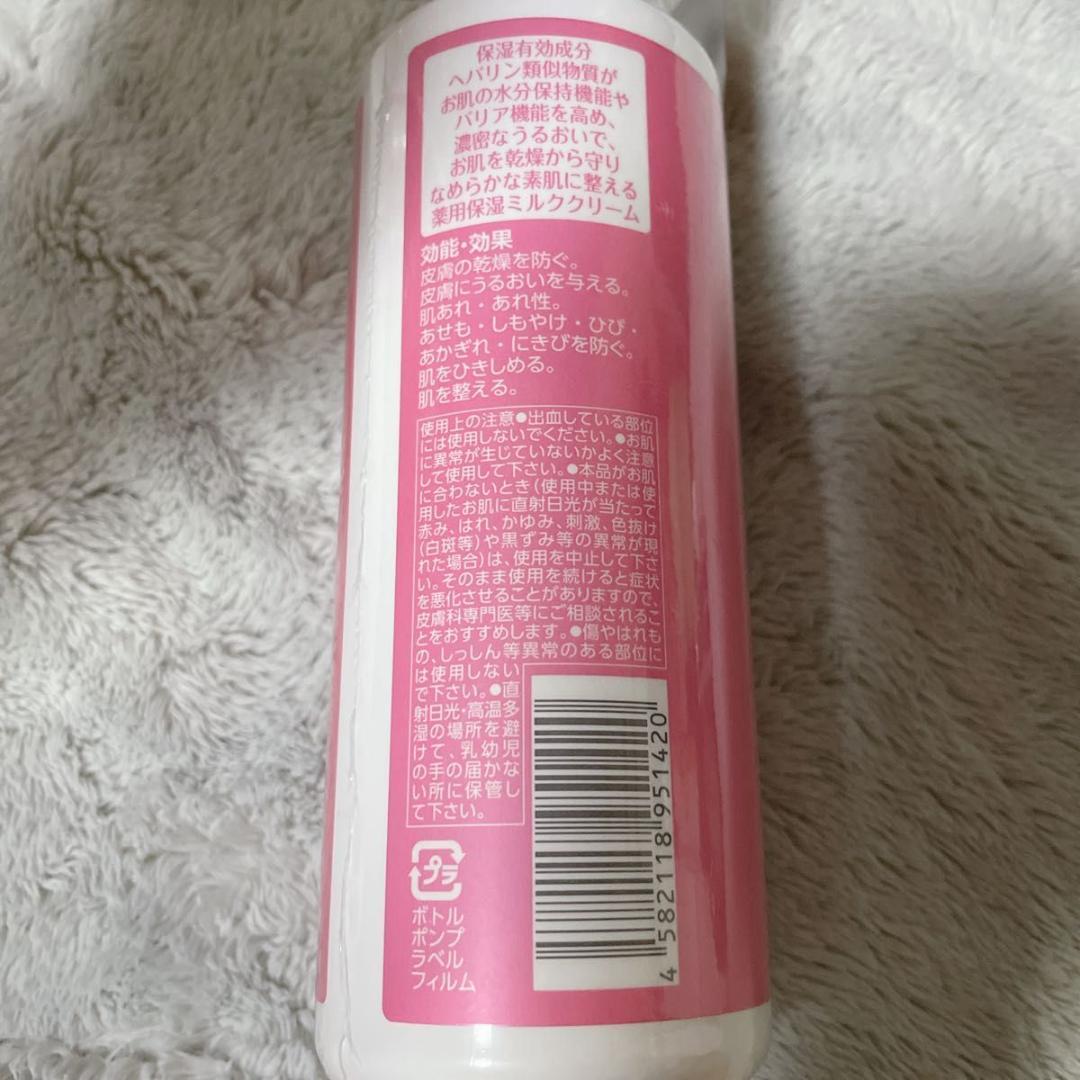 保湿有効成分
ヘパリン類似物質が
お肌の水分保持機能や
バリア機能を高め、
濃密なうるおいで、
お肌を乾燥から守り
なめらかな素肌に整える
薬用保湿ミルククリーム
効能・効果
皮膚の乾燥を防ぐ。
皮膚にうるおいを与える。
肌あれ・あれ性。
あせも・しもやけ・ひび・
あかぎれ・にきびを防ぐ。
肌をひきしめる。
肌を整える。
使用上の注意●出血している部位
には使用しないでください。●お肌
に異常が生じていないかよく注意
して使用して下さい。●本品がお肌
に合わないとき(使用中または使
用したお肌に直射日光が当たって
赤み、はれ、かゆみ、刺激、色抜け
(白斑等)や黒ずみ等の異常が現
れた場合)は、使用を中止して下さ
い。そのまま使用を続けると症状
を悪化させることがありますので、
皮膚科専門医等にご相談されるこ
とをおすすめします。●傷やはれも
の、しっしん等異常のある部位に
は使用しない
で下さい。●直
射日光・高温多
湿の場所を避
けて、乳幼児
の手の届かな
い所に保管し
て下さい。
プラ
ボトル
ポンプ
ラベル
フィルム
4 582118 951420